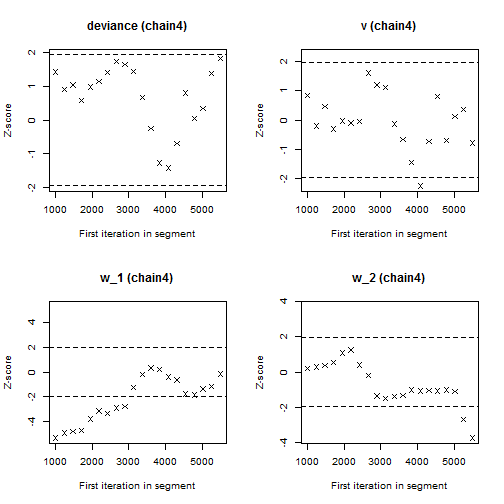 deviance (chain4)
v (chain4)
Z-score
2
1
0
-1
-2
Z-score
2
1
0
-1
-2
1000 2000 3000 4000 5000
1000 2000 3000 4000 5000
First iteration in segment
First iteration in segment
w_1 (chain4)
w_2 (chain4)
Z-score
4
2
0
-2
-4
Z-score
4
2
0
-2
-4
1000 2000 3000 4000 5000
1000 2000 3000 4000 5000
First iteration in segment
First iteration in segment